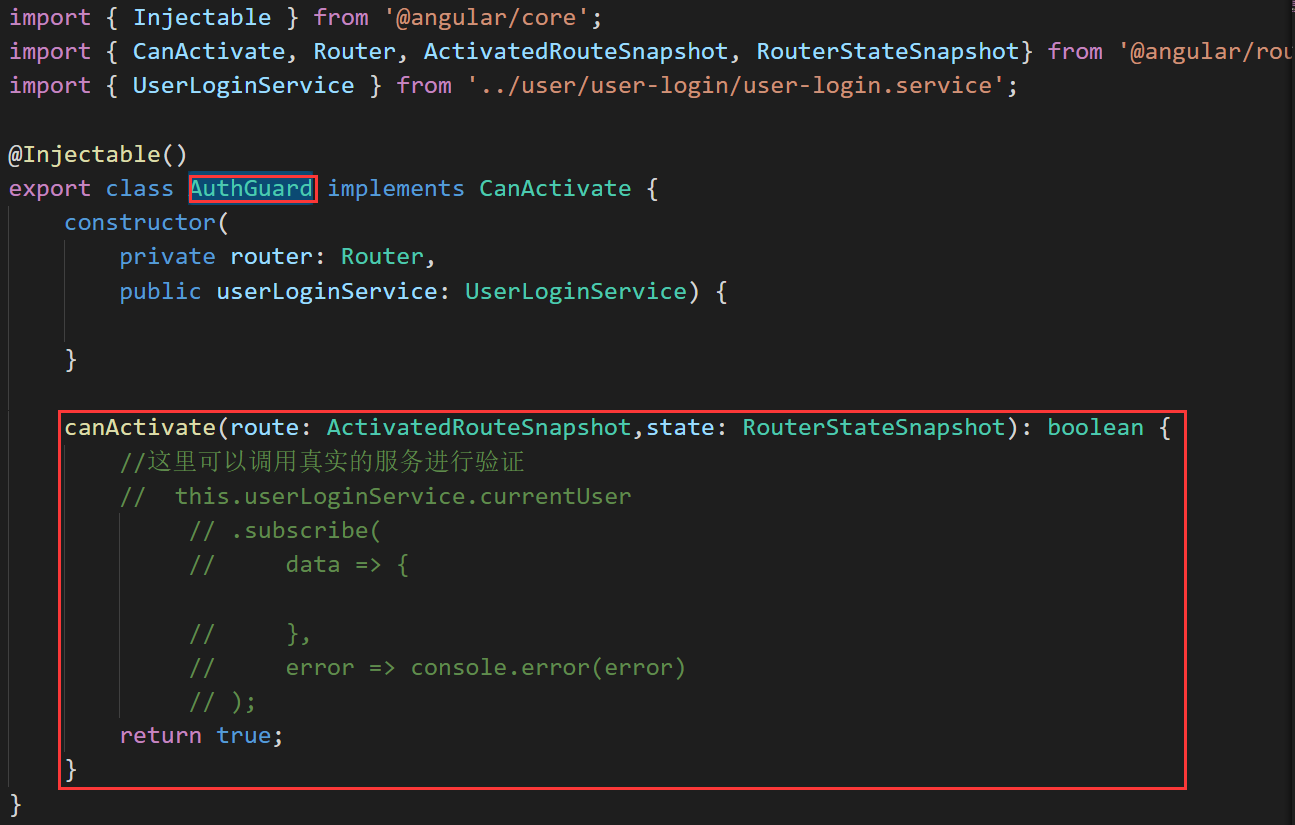 import { Injectable } from '@angular/core';
import { CanActivate, Router, ActivatedRouteSnapshot, RouterStateSnapshot} from '@angular/rou
import { UserLoginService } from '../user/user-login/user-login.service';
@Injectable()
export class AuthGuard implements CanActivate {
constructor(
private router: Router,
public userLoginService: UserLoginService) {
}
canActivate(route: ActivatedRouteSnapshot,state: RouterStateSnapshot): boolean {
//这里可以调用真实的服务进行验证
// this.userLoginService.currentUser
// .subscribe(
// data => {
// },
// error => console.error(error)
// );
return true;
}
}